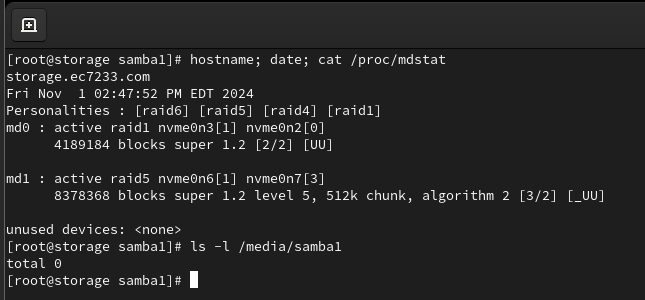 [root@storage samba1]# hostname; date; cat /proc/mdstat
storage.ec7233.com
Fri Nov  1 02:47:52 PM EDT 2024
Personalities : [raid6] [raid5] [raid4] [raid1]
md0 : active raid1 nvme0n3[1] nvme0n2[0]
      4189184 blocks super 1.2 [2/2] [UU]

md1 : active raid5 nvme0n6[1] nvme0n7[3]
      8378368 blocks super 1.2 level 5, 512k chunk, algorithm 2 [3/2] [_UU]

unused devices: <none>
[root@storage samba1]# ls -l /media/samba1
total 0
[root@storage samba1]#